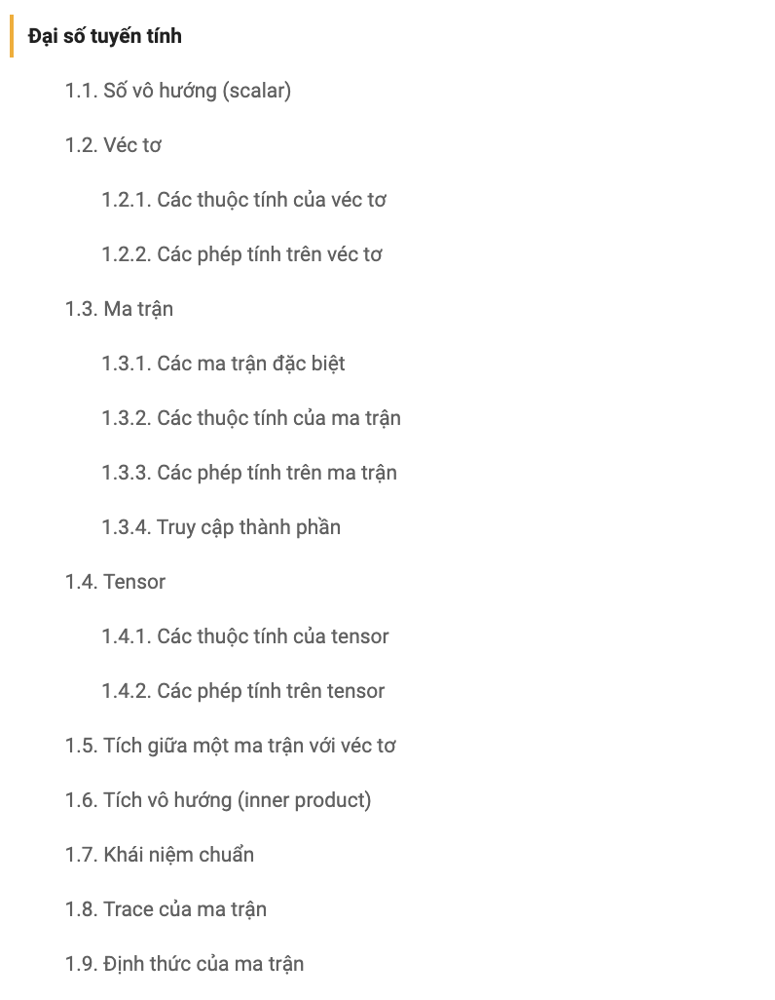 Đại số tuyến tính
1.1. Số vô hướng (scalar)
1.2. Véc tơ
1.2.1. Các thuộc tính của véc tơ
1.2.2. Các phép tính trên véc tơ
1.3. Ma trận
1.3.1. Các ma trận đặc biệt
1.3.2. Các thuộc tính của ma trận
1.3.3. Các phép tính trên ma trận
1.3.4. Truy cập thành phần
1.4. Tensor
1.4.1. Các thuộc tính của tensor
1.4.2. Các phép tính trên tensor
1.5. Tích giữa một ma trận với véc tơ
1.6. Tích vô hướng (inner product)
1.7. Khái niệm chuẩn
1.8. Trace của ma trận
1.9. Định thức của ma trận